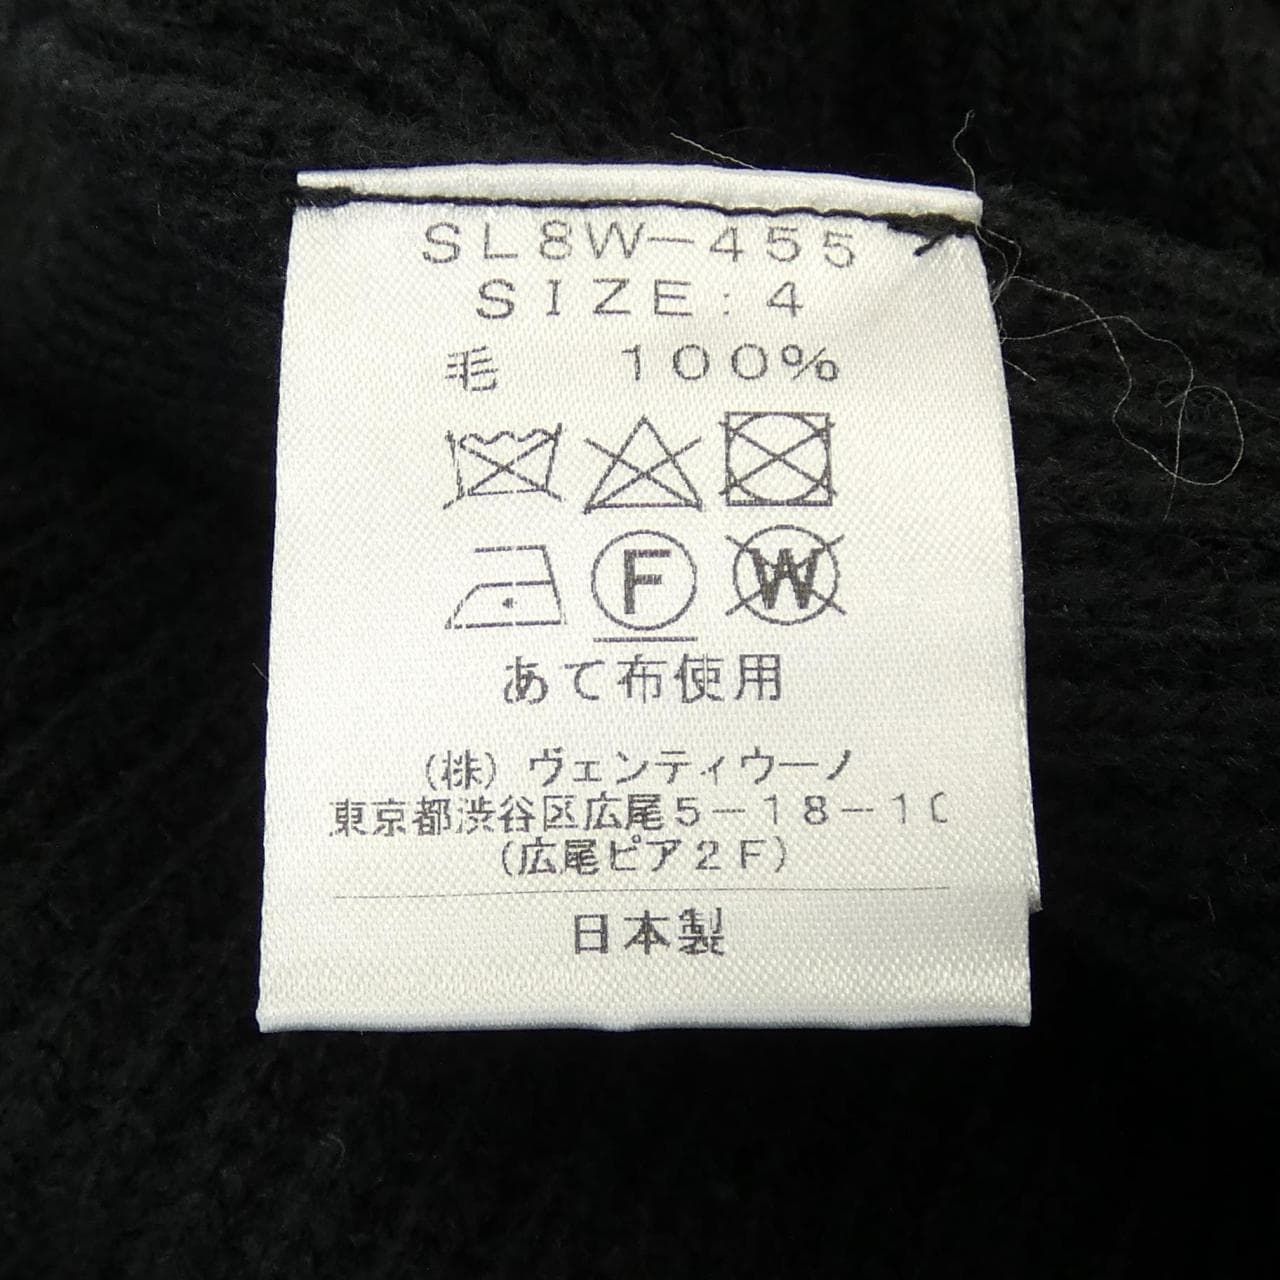 SL8W-455
SIZE:4
毛 100%
F W
あて布使用
(株)ヴェンティウーノ
東京都渋谷区広尾5-18-10
(広尾ピア2F)
日本製